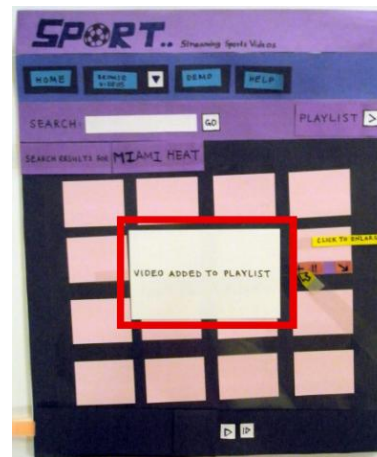 SPORT.. Streaming Sports Videos
HOME
BROWSE VIDEOS
DEMO
HELP
SEARCH: GO
PLAYLIST >
SEARCH RESULTS FOR MIAMI HEAT
CLICK TO ENLARGE
VIDEO ADDED TO PLAYLIST